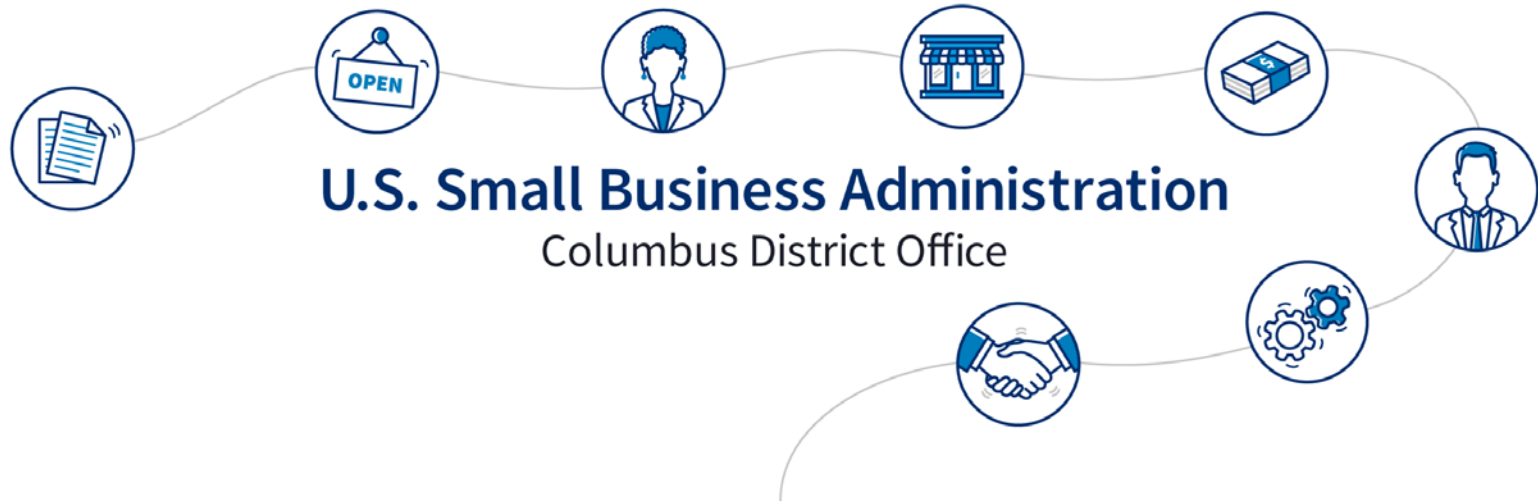 OPEN
$
U.S. Small Business Administration
Columbus District Office